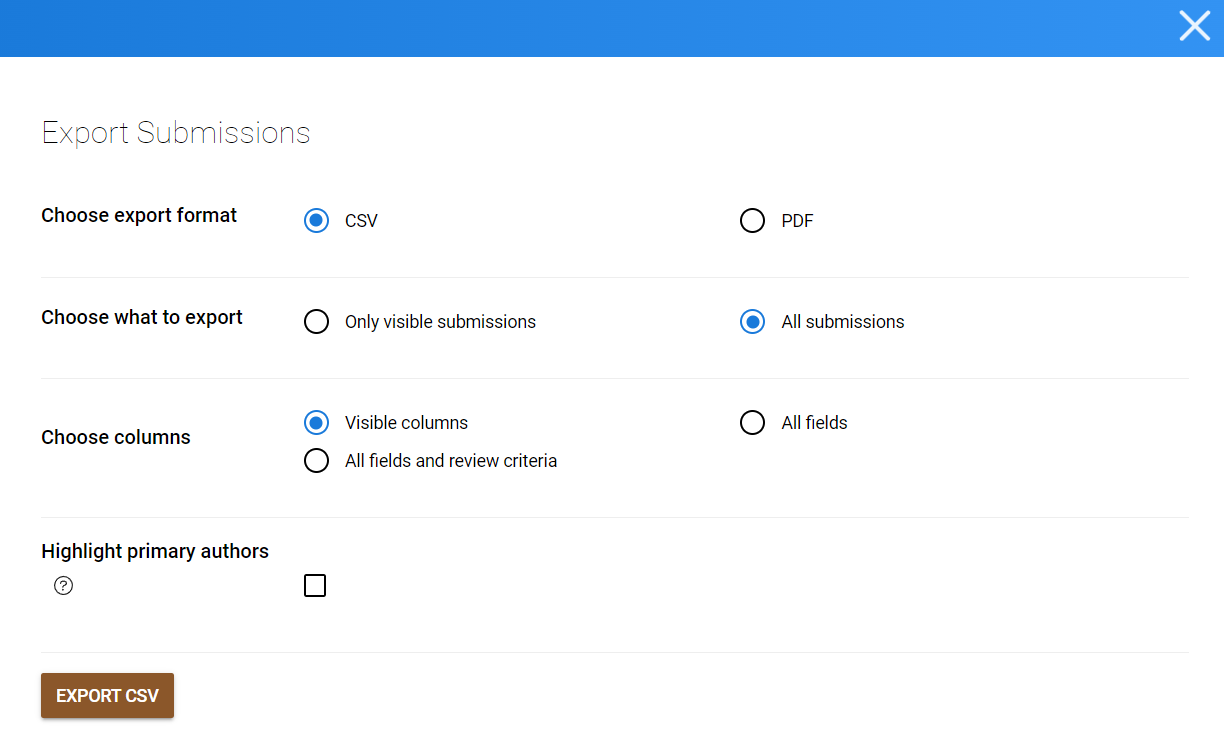 Export Submissions
Choose export format
CSV
PDF
Choose what to export
Only visible submissions
All submissions
Choose columns
Visible columns
All fields
All fields and review criteria
Highlight primary authors
?
EXPORT CSV